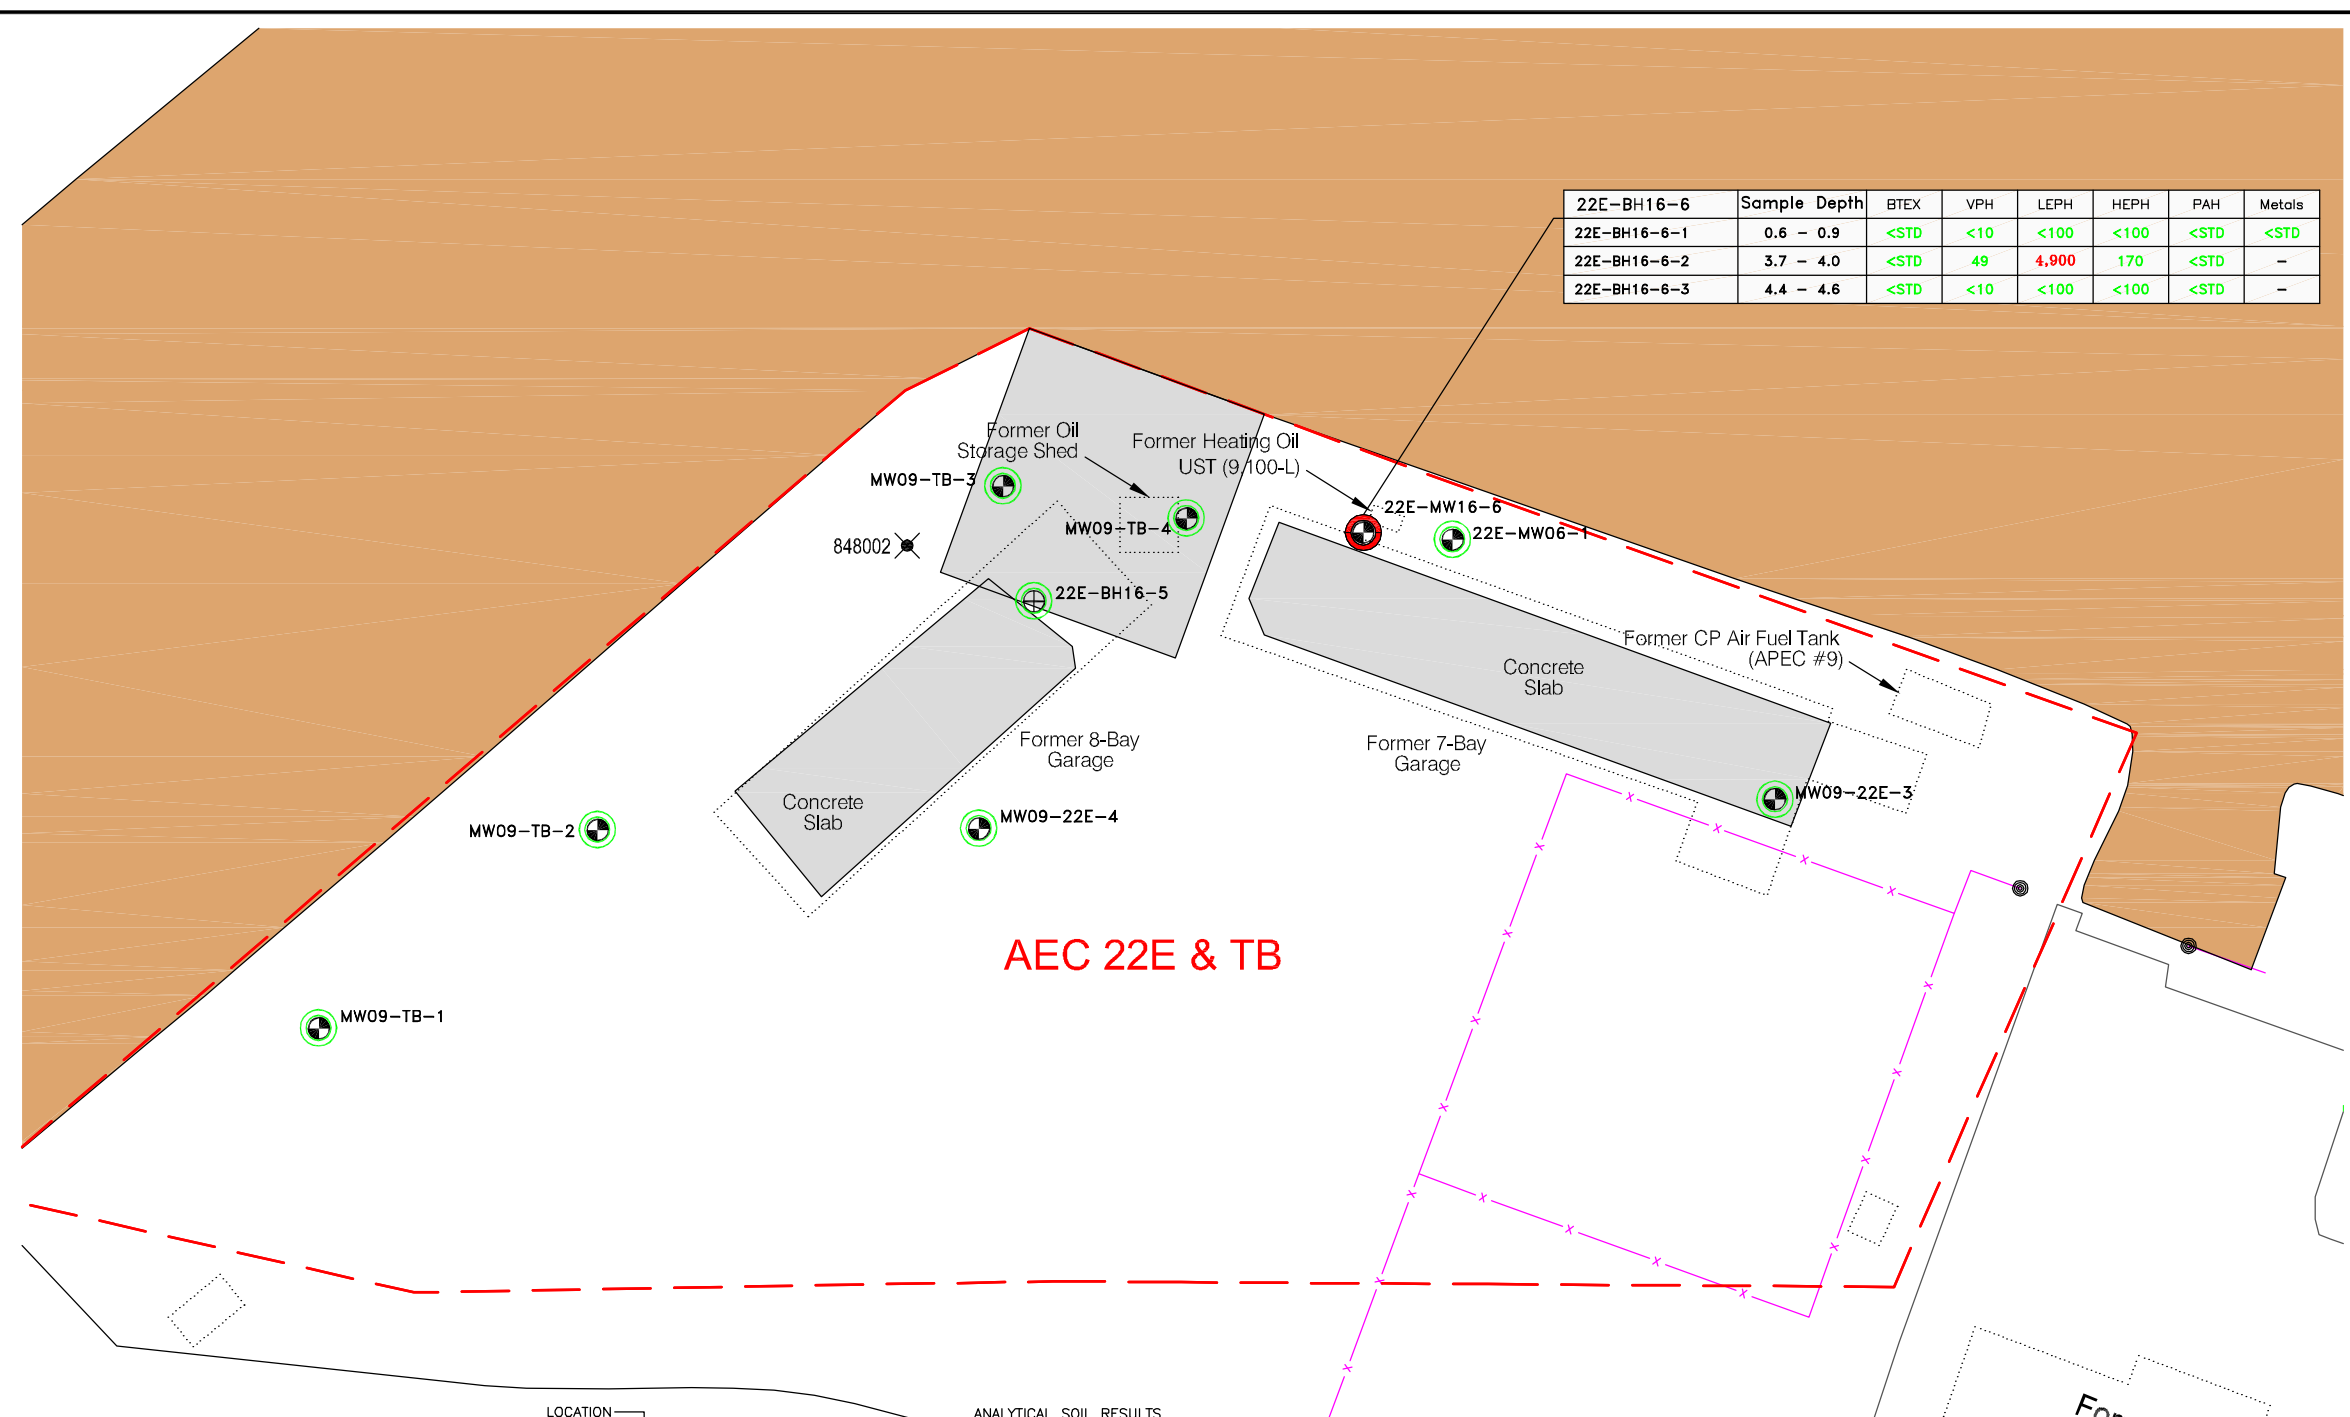 22E-BH16-6 Sample Depth BTEX VPH LEPH HEPH PAH Metals
22E-BH16-6-1 0.6 - 0.9 <STD <10 <100 <100 <STD <STD
22E-BH16-6-2 3.7 - 4.0 <STD 49 4,900 170 <STD -
22E-BH16-6-3 4.4 - 4.6 <STD <10 <100 <100 <STD -
Former Oil
Storage Shed
Former Heating Oil
UST (9,100-L)
MW09-TB-3
22E-MW16-6
MW09-TB-4
22E-MW06-1
848002
22E-BH16-5
Former CP Air Fuel Tank
(APEC #9)
Concrete
Slab
Former 8-Bay
Garage
Former 7-Bay
Garage
Concrete
Slab
MW09-22E-3
MW09-TB-2
MW09-22E-4
AEC 22E & TB
MW09-TB-1
LOCATION
ANALYTICAL SOIL RESULTS